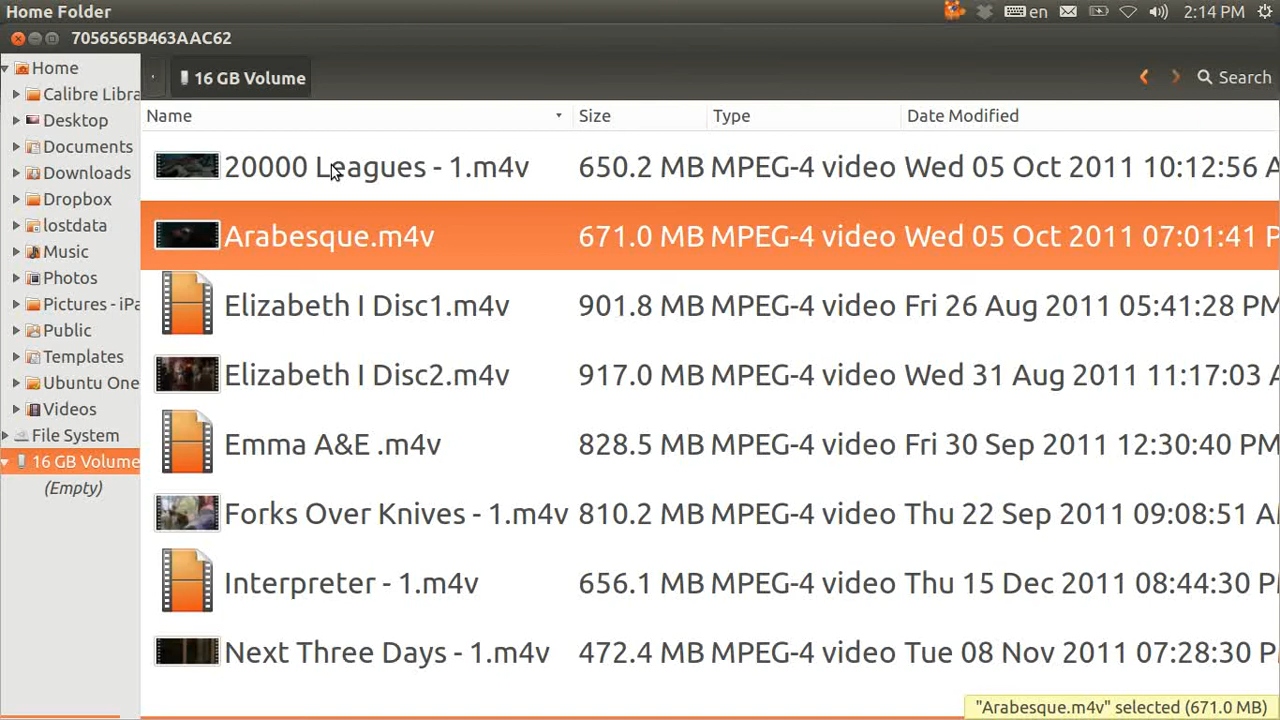 Home Folder en 2:14 PM
7056565B463AAC62
Home
16 GB Volume Search
Calibre Libra
Desktop
Documents
Downloads
Dropbox
lostdata
Music
Photos
Pictures - iPa
Public
Templates
Ubuntu One
Videos
File System
16 GB Volume
(Empty)
Name Size Type Date Modified
20000 Leagues - 1.m4v 650.2 MB MPEG-4 video Wed 05 Oct 2011 10:12:56 A
Arabesque.m4v 671.0 MB MPEG-4 video Wed 05 Oct 2011 07:01:41 P
Elizabeth I Disc1.m4v 901.8 MB MPEG-4 video Fri 26 Aug 2011 05:41:28 PM
Elizabeth I Disc2.m4v 917.0 MB MPEG-4 video Wed 31 Aug 2011 11:17:03 A
Emma A&E .m4v 828.5 MB MPEG-4 video Fri 30 Sep 2011 12:30:40 PM
Forks Over Knives - 1.m4v 810.2 MB MPEG-4 video Thu 22 Sep 2011 09:08:51 A
Interpreter - 1.m4v 656.1 MB MPEG-4 video Thu 15 Dec 2011 08:44:30 P
Next Three Days - 1.m4v 472.4 MB MPEG-4 video Tue 08 Nov 2011 07:28:30 P
"Arabesque.m4v" selected (671.0 MB)